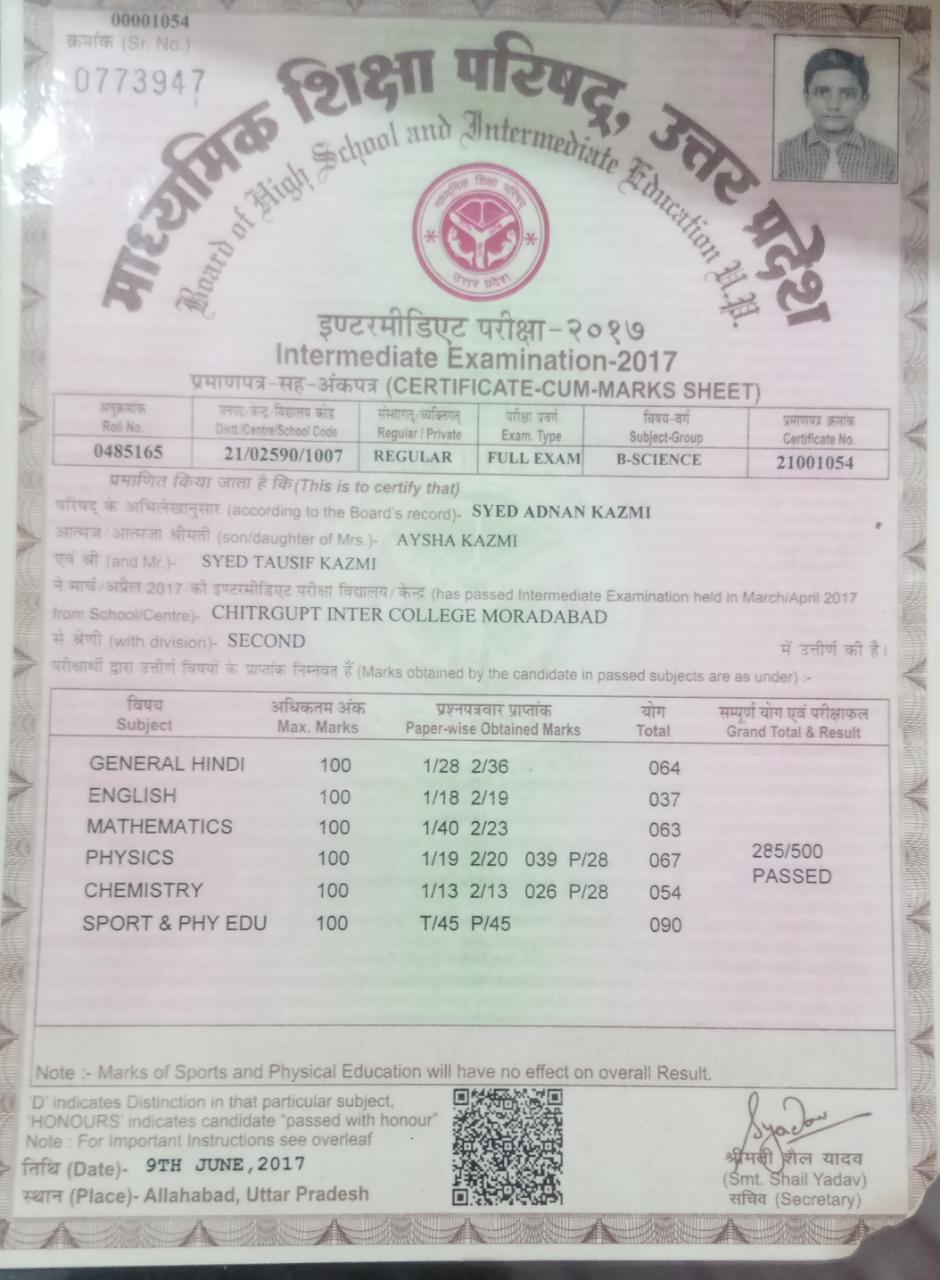 00001054
क्रमांक (Sr. No.)
0773947
माध्यमिक शिक्षा परिषद्, उत्तर प्रदेश
Board of High School and Intermediate Education U.P.
माध्यमिक शिक्षा परिषद्
उत्तर प्रदेश
इण्टरमीडिएट परीक्षा-२०१७
Intermediate Examination-2017
प्रमाणपत्र-सह-अंकपत्र (CERTIFICATE-CUM-MARKS SHEET)
अनुक्रमांक जनपद/केन्द्र/विद्यालय कोड संस्थागत/व्यक्तिगत् परीक्षा प्रवर्ग विषय-वर्ग प्रमाणपत्र क्रमांक
Roll No. Distt./Centre/School Code Regular / Private Exam. Type Subject-Group Certificate No.
0485165 21/02590/1007 REGULAR FULL EXAM B-SCIENCE 21001054
प्रमाणित किया जाता है कि (This is to certify that)
परिषद् के अभिलेखानुसार (according to the Board's record)- SYED ADNAN KAZMI
आत्मज/आत्मजा श्रीमती (son/daughter of Mrs.)- AYSHA KAZMI
एवं श्री (and Mr.)- SYED TAUSIF KAZMI
ने मार्च/अप्रैल 2017 की इण्टरमीडिएट परीक्षा विद्यालय/केन्द्र (has passed Intermediate Examination held in March/April 2017
from School/Centre)- CHITRGUPT INTER COLLEGE MORADABAD
से श्रेणी (with division)- SECOND में उत्तीर्ण की है।
परीक्षार्थी द्वारा उत्तीर्ण विषयों के प्राप्तांक निम्नवत हैं (Marks obtained by the candidate in passed subjects are as under) :-
विषय अधिकतम अंक प्रश्नपत्रवार प्राप्तांक योग सम्पूर्ण योग एवं परीक्षाफल
Subject Max. Marks Paper-wise Obtained Marks Total Grand Total & Result
GENERAL HINDI 100 1/28 2/36 064
ENGLISH 100 1/18 2/19 037
MATHEMATICS 100 1/40 2/23 063
PHYSICS 100 1/19 2/20 039 P/28 067 285/500
CHEMISTRY 100 1/13 2/13 026 P/28 054 PASSED
SPORT & PHY EDU 100 T/45 P/45 090
Note :- Marks of Sports and Physical Education will have no effect on overall Result.
'D' indicates Distinction in that particular subject,
'HONOURS' indicates candidate "passed with honour"
Note : For Important Instructions see overleaf
तिथि (Date)- 9TH JUNE,2017
स्थान (Place)- Allahabad, Uttar Pradesh
SYadav
श्रीमती शैल यादव
(Smt. Shail Yadav)
सचिव (Secretary)